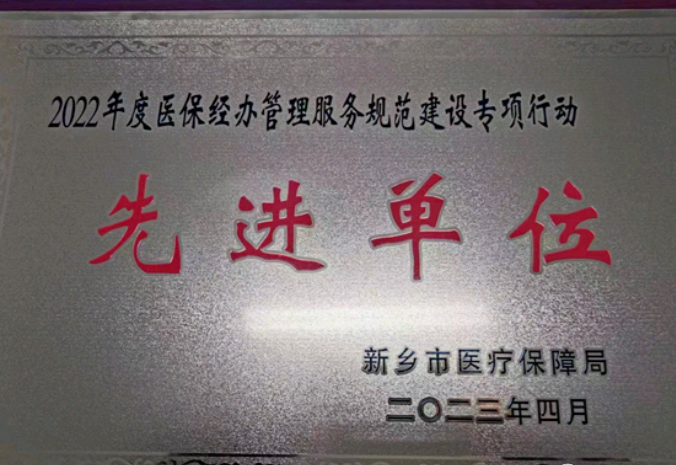 2022年度医保经办管理服务规范建设专项行动
先进单位
新乡市医疗保障局
二〇二三年四月